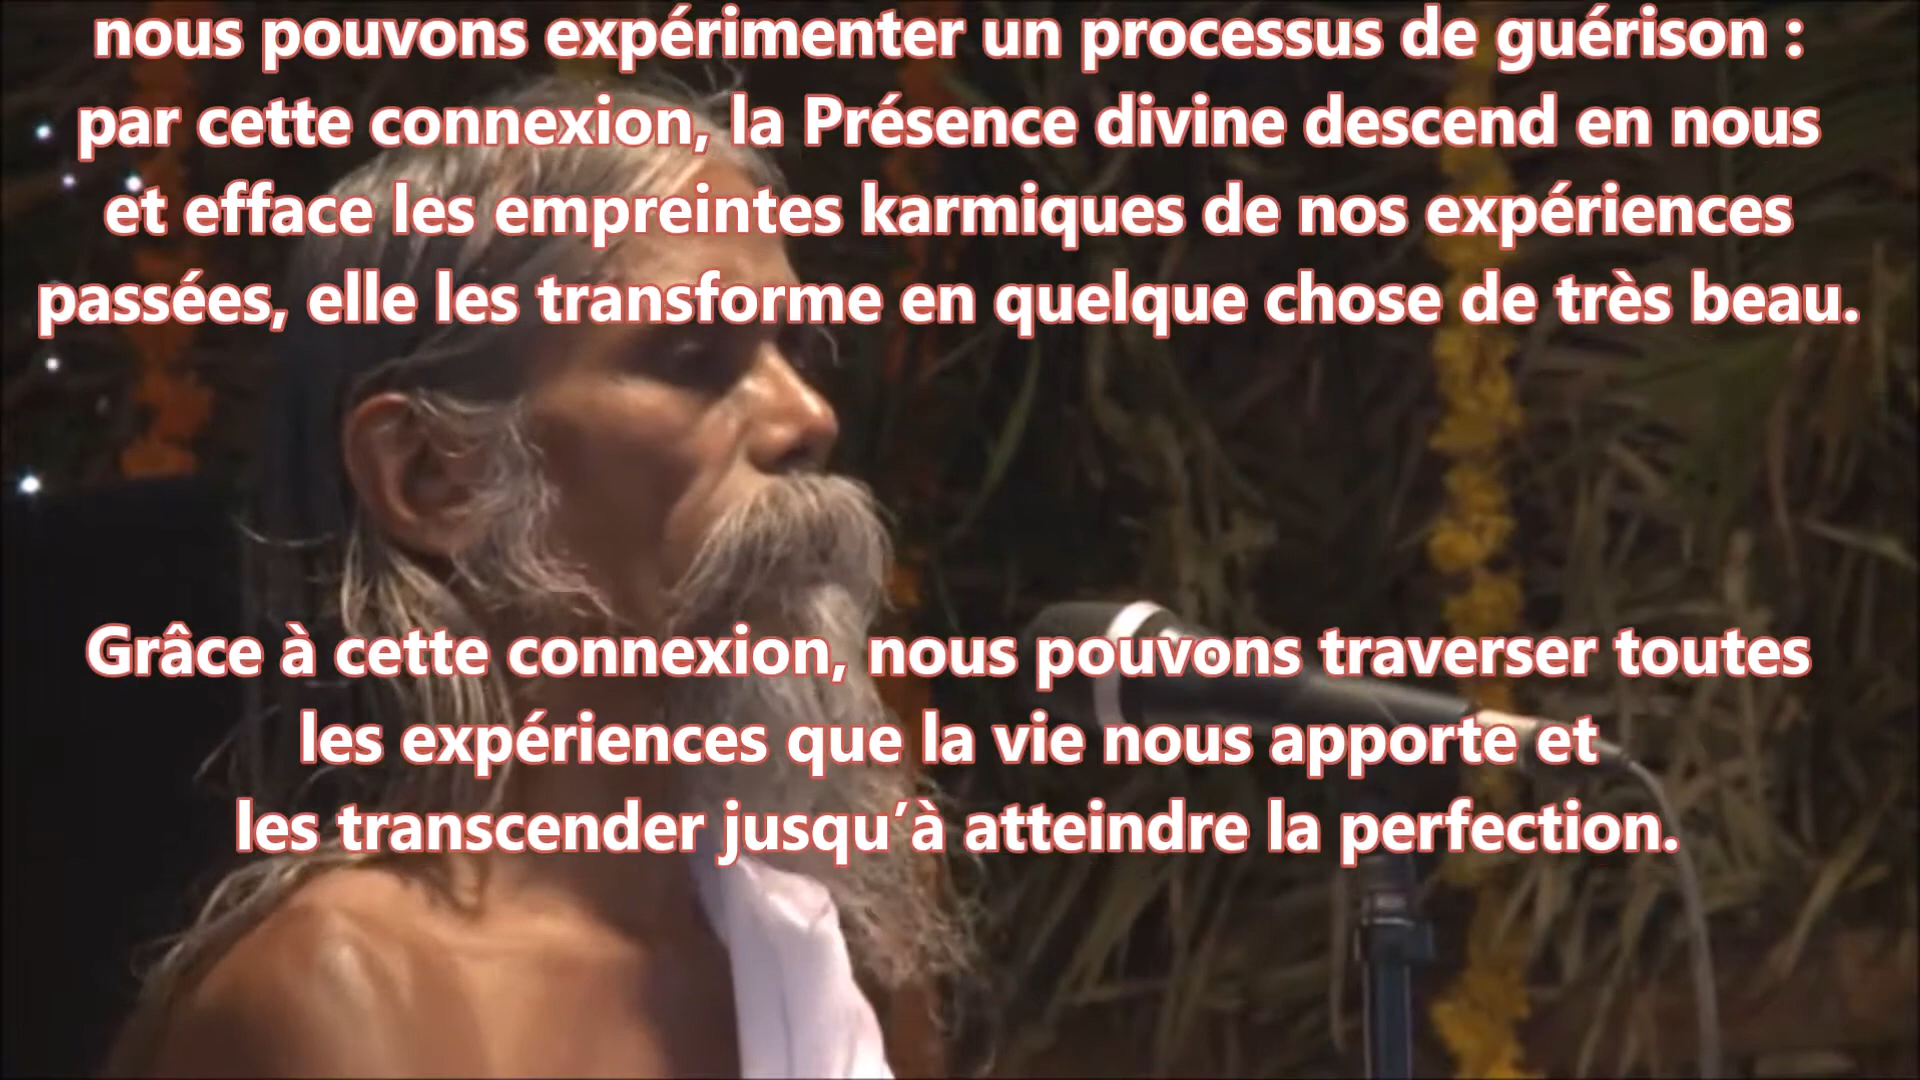 nous pouvons expérimenter un processus de guérison :
par cette connexion, la Présence divine descend en nous
et efface les empreintes karmiques de nos expériences
passées, elle les transforme en quelque chose de très beau.
Grâce à cette connexion, nous pouvons traverser toutes
les expériences que la vie nous apporte et
les transcender jusqu’à atteindre la perfection.